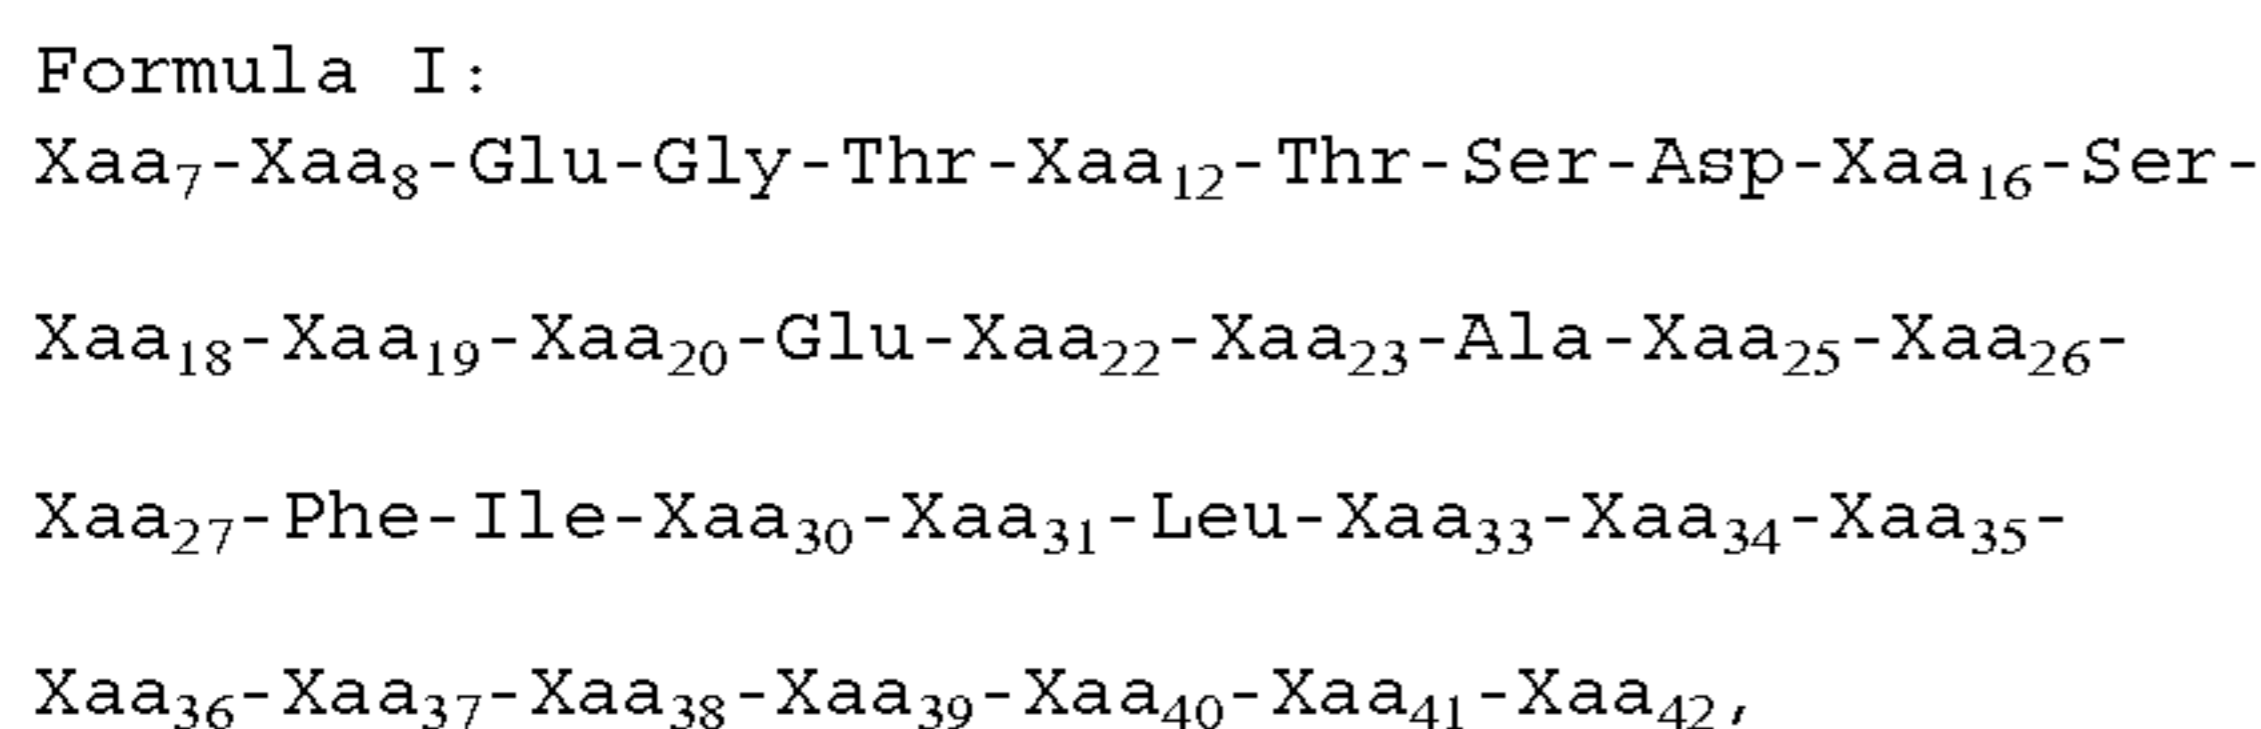 Formula I:
Xaa₇-Xaa₈-Glu-Gly-Thr-Xaa₁₂-Thr-Ser-Asp-Xaa₁₆-Ser-
Xaa₁₈-Xaa₁₉-Xaa₂₀-Glu-Xaa₂₂-Xaa₂₃-Ala-Xaa₂₅-Xaa₂₆-
Xaa₂₇-Phe-Ile-Xaa₃₀-Xaa₃₁-Leu-Xaa₃₃-Xaa₃₄-Xaa₃₅-
Xaa₃₆-Xaa₃₇-Xaa₃₈-Xaa₃₉-Xaa₄₀-Xaa₄₁-Xaa₄₂,